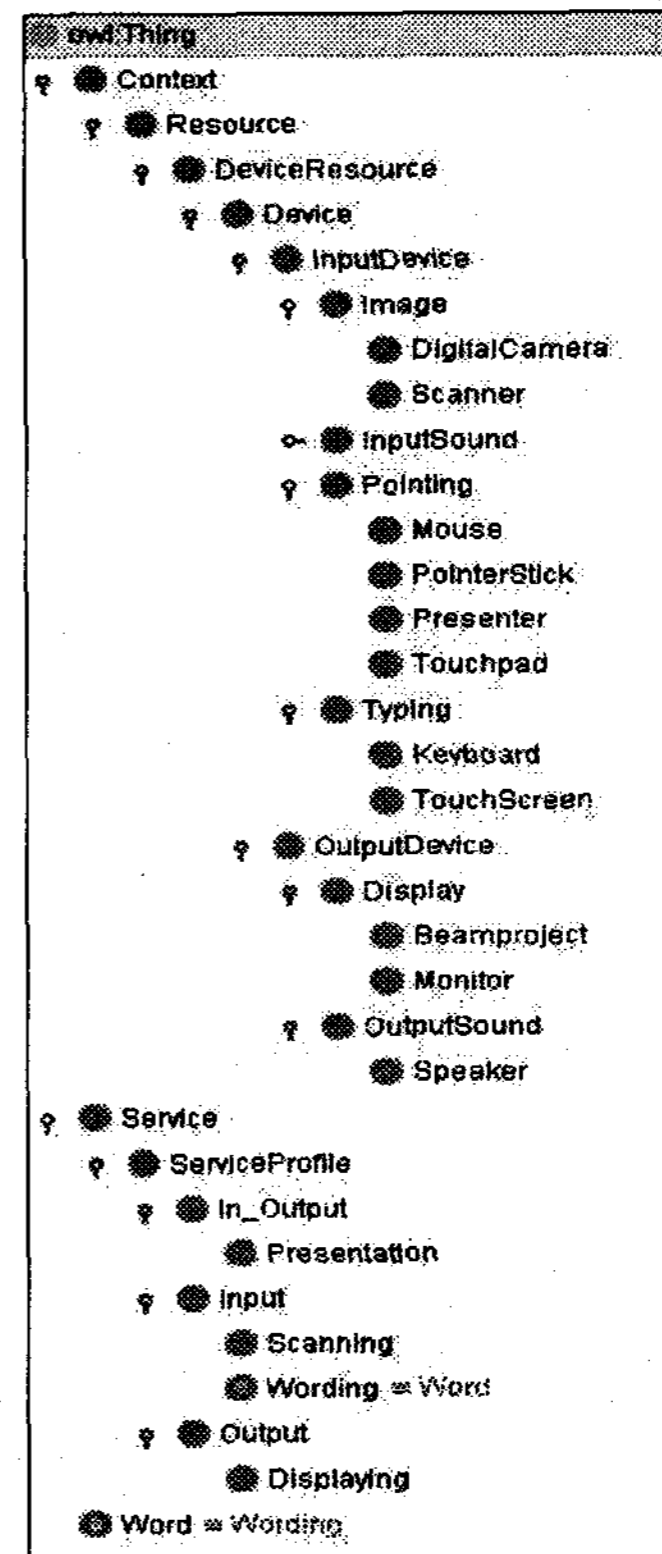 owl:Thing
Context
Resource
DeviceResource
Device
InputDevice
Image
DigitalCamera
Scanner
InputSound
Pointing
Mouse
PointerStick
Presenter
Touchpad
Typing
Keyboard
TouchScreen
OutputDevice
Display
Beamproject
Monitor
OutputSound
Speaker
Service
ServiceProfile
In_Output
Presentation
Input
Scanning
Wording = Word
Output
Displaying
Word = Wording